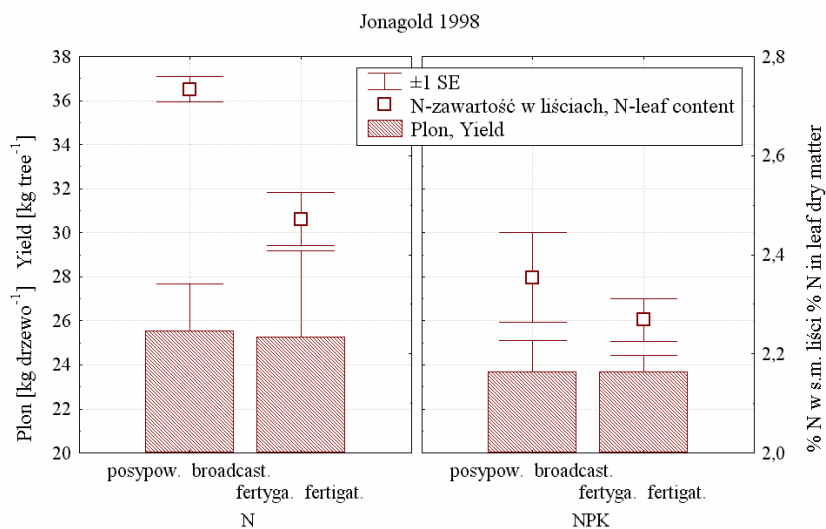 Jonagold 1998
38
36
34
32
30
28
26
24
22
20
Plon [kg drzewo⁻¹] Yield [kg tree⁻¹]
±1 SE
N-zawartość w liściach, N-leaf content
Plon, Yield
2,8
2,6
2,4
2,2
2,0
% N w s.m. liści % N in leaf dry matter
posypow. broadcast.
fertyga. fertigat.
N
posypow. broadcast.
fertyga. fertigat.
NPK